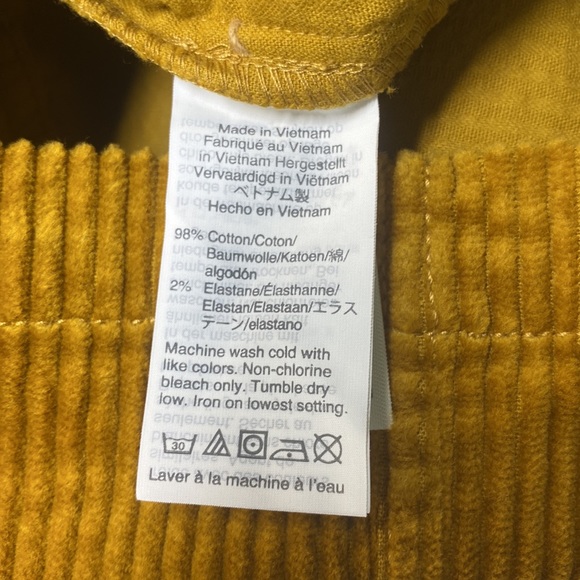 Made in Vietnam
Fabriqué au Vietnam
in Vietnam Hergestellt
Vervaardigd in Viëtnam
ベトナム製
Hecho en Vietnam
98% Cotton/Coton/
Baumwolle/Katoen/綿/
algodón
2% Elastane/Élasthanne/
Elastan/Elastaan/エラス
テーン/elastano
Machine wash cold with
like colors. Non-chlorine
bleach only. Tumble dry
low. Iron on lowest setting.
30
Laver à la machine à l'eau